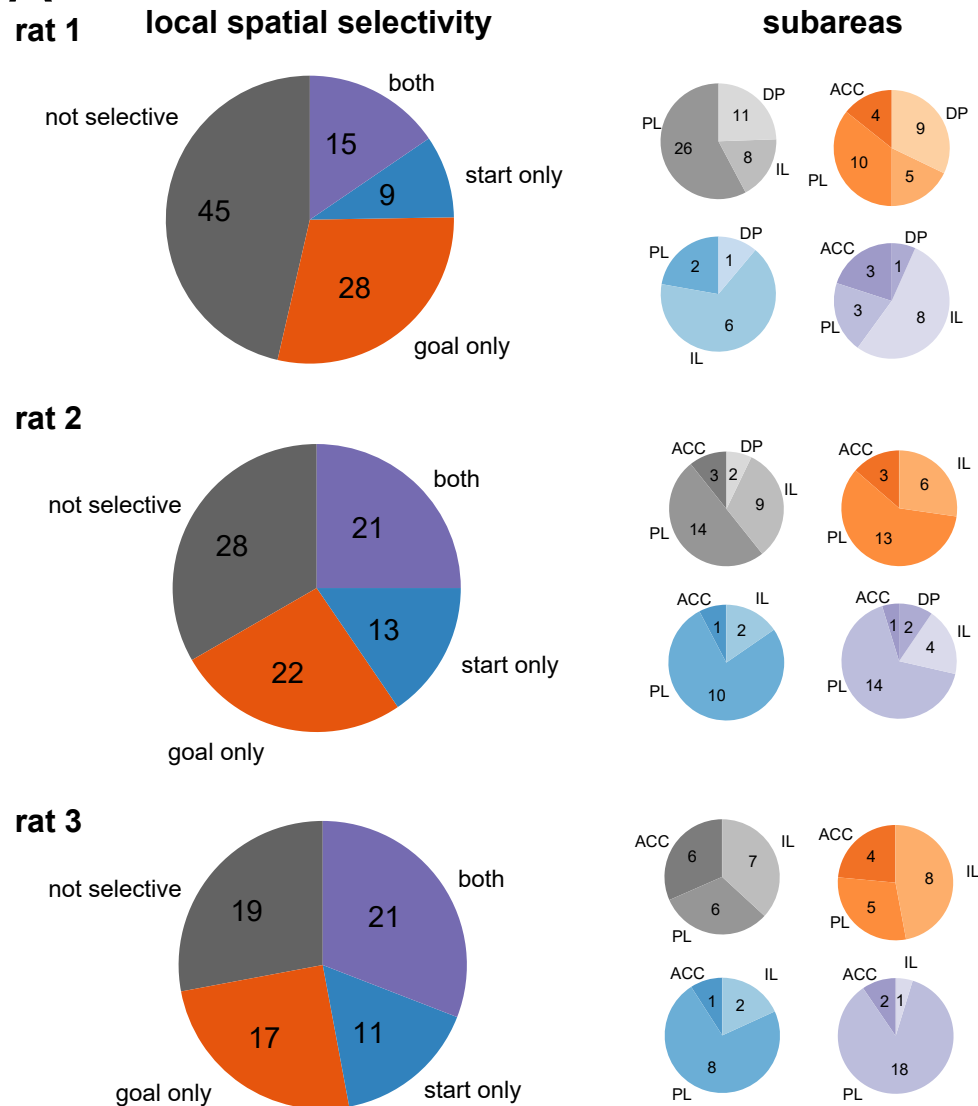 local spatial selectivity
subareas
rat 1
not selective
both
15
start only
9
45
28
goal only
DP
11
PL
26
8
IL
ACC
4
9
DP
10
5
PL
DP
PL
2
1
6
IL
DP
ACC
3
1
IL
3
8
PL
rat 2
not selective
both
28
21
13
start only
22
goal only
ACC
DP
3
2
IL
9
14
PL
ACC
3
6
IL
PL
13
ACC
IL
1
2
PL
10
ACC
DP
1
2
IL
4
PL
14
rat 3
not selective
both
19
21
17
11
goal only
start only
ACC
6
7
IL
6
PL
ACC
4
8
IL
5
PL
ACC
IL
1
2
8
PL
IL
ACC
2
1
18
PL